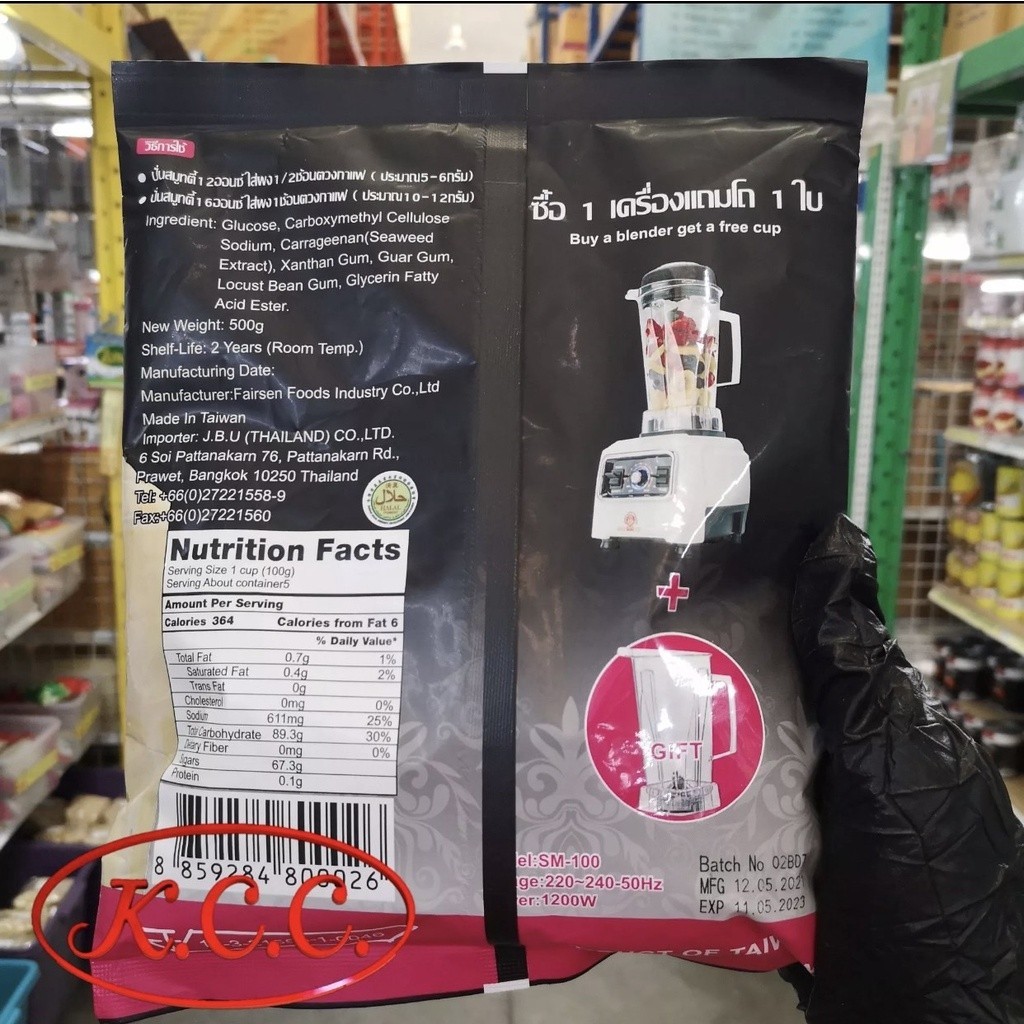 วิธีการใช้
● ปั่นสมูทตี้12ออนซ์ ใส่ผง1/2ช้อนตวงกาแฟ ( ประมาณ5-6กรัม)
● ปั่นสมูทตี้16ออนซ์ ใส่ผง1ช้อนตวงกาแฟ ( ประมาณ10-12กรัม)
Ingredient: Glucose, Carboxymethyl Cellulose
Sodium, Carrageenan(Seaweed
Extract), Xanthan Gum, Guar Gum,
Locust Bean Gum, Glycerin Fatty
Acid Ester.
New Weight: 500g
Shelf-Life: 2 Years (Room Temp.)
Manufacturing Date:
Manufacturer:Fairsen Foods Industry Co.,Ltd
Made In Taiwan
Importer: J.B.U (THAILAND) CO.,LTD.
6 Soi Pattanakarn 76, Pattanakarn Rd.,
Prawet, Bangkok 10250 Thailand
Tel: +66(0)27221558-9
Fax:+66(0)27221560
حلال
HALAL
Nutrition Facts
Serving Size 1 cup (100g)
Serving About container5
Amount Per Serving
Calories 364 Calories from Fat 6
% Daily Value*
Total Fat 0.7g 1%
Saturated Fat 0.4g 2%
Trans Fat 0g
Cholesterol 0mg 0%
Sodium 611mg 25%
Total Carbohydrate 89.3g 30%
Dietary Fiber 0mg 0%
Sugars 67.3g
Protein 0.1g
8 859284 800026
K.C.C.
ซื้อ 1 เครื่องแถมโถ 1 ใบ
Buy a blender get a free cup
+
GIFT
SM-100
220~240-50Hz
1200W
Batch No 02B07
MFG 12.05.2021
EXP 11.05.2023
OF